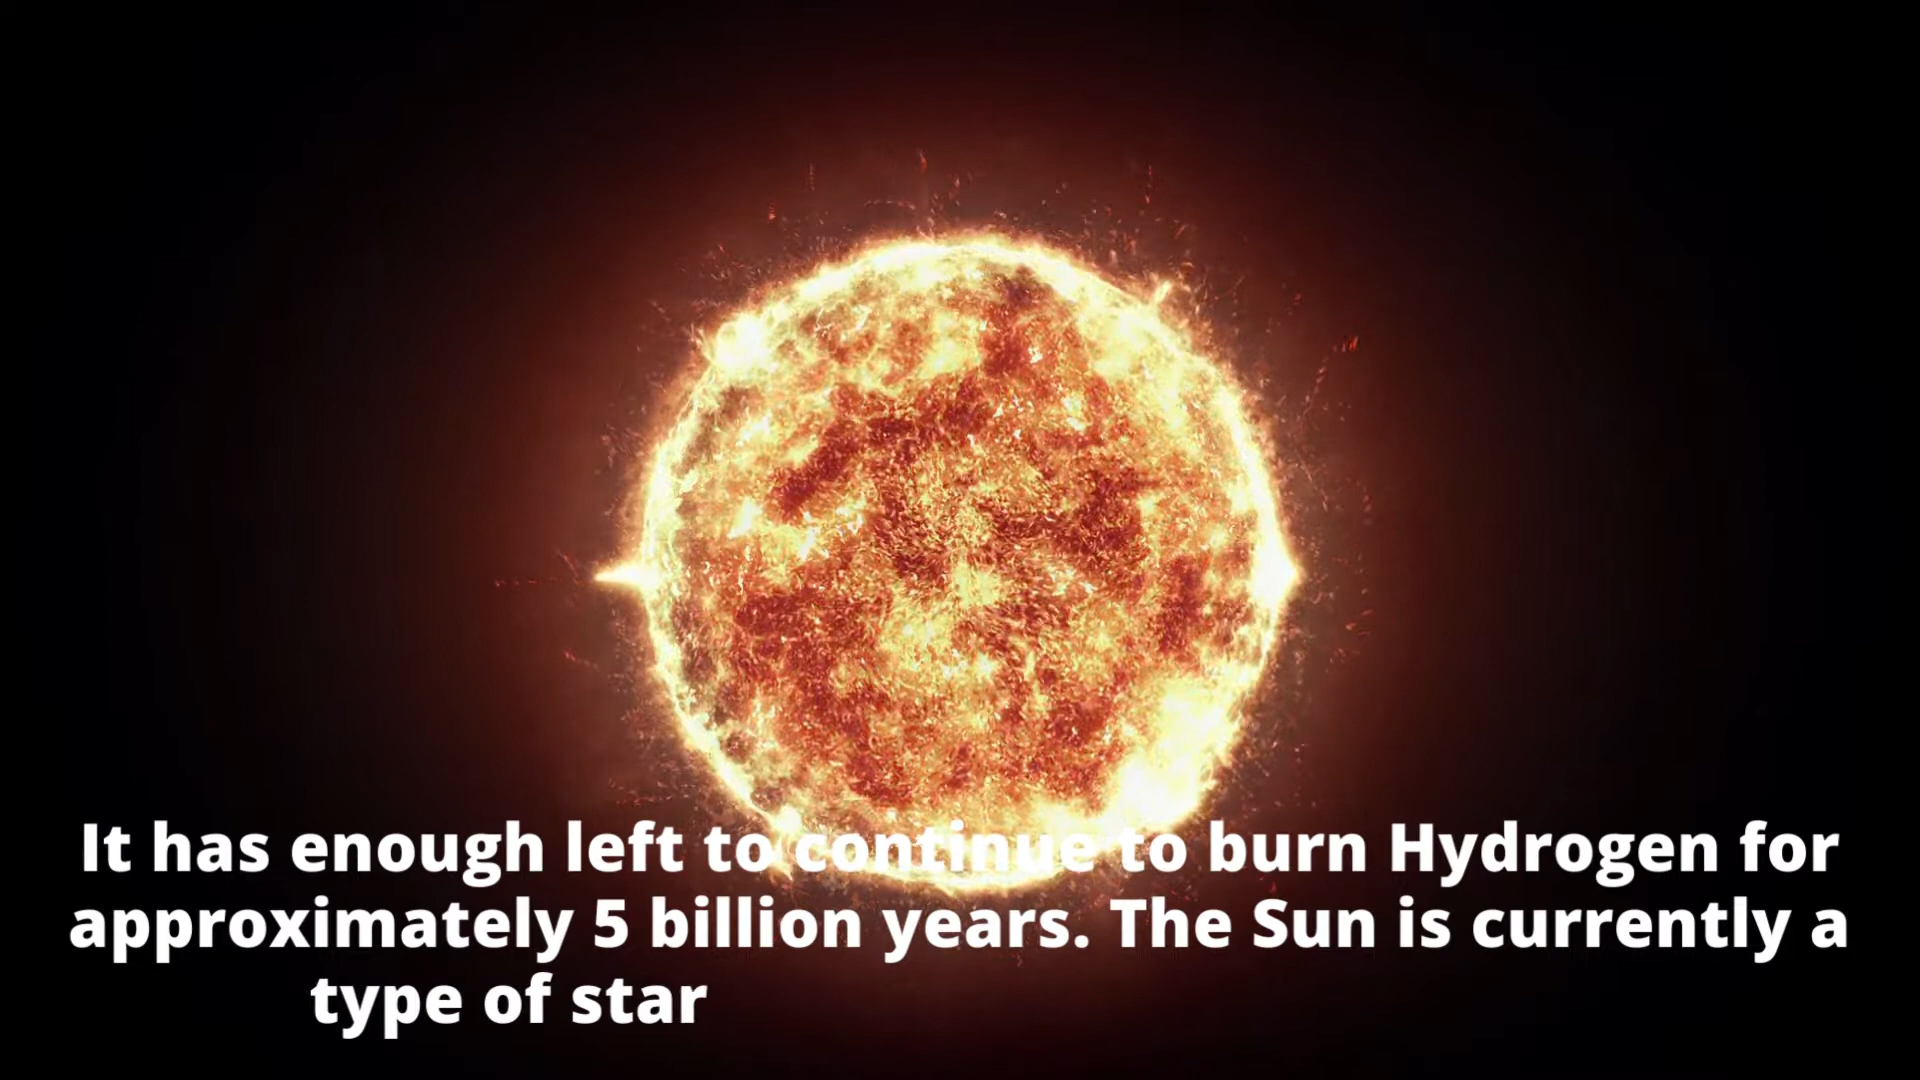 It has enough left to continue to burn Hydrogen for
approximately 5 billion years. The Sun is currently a
type of star